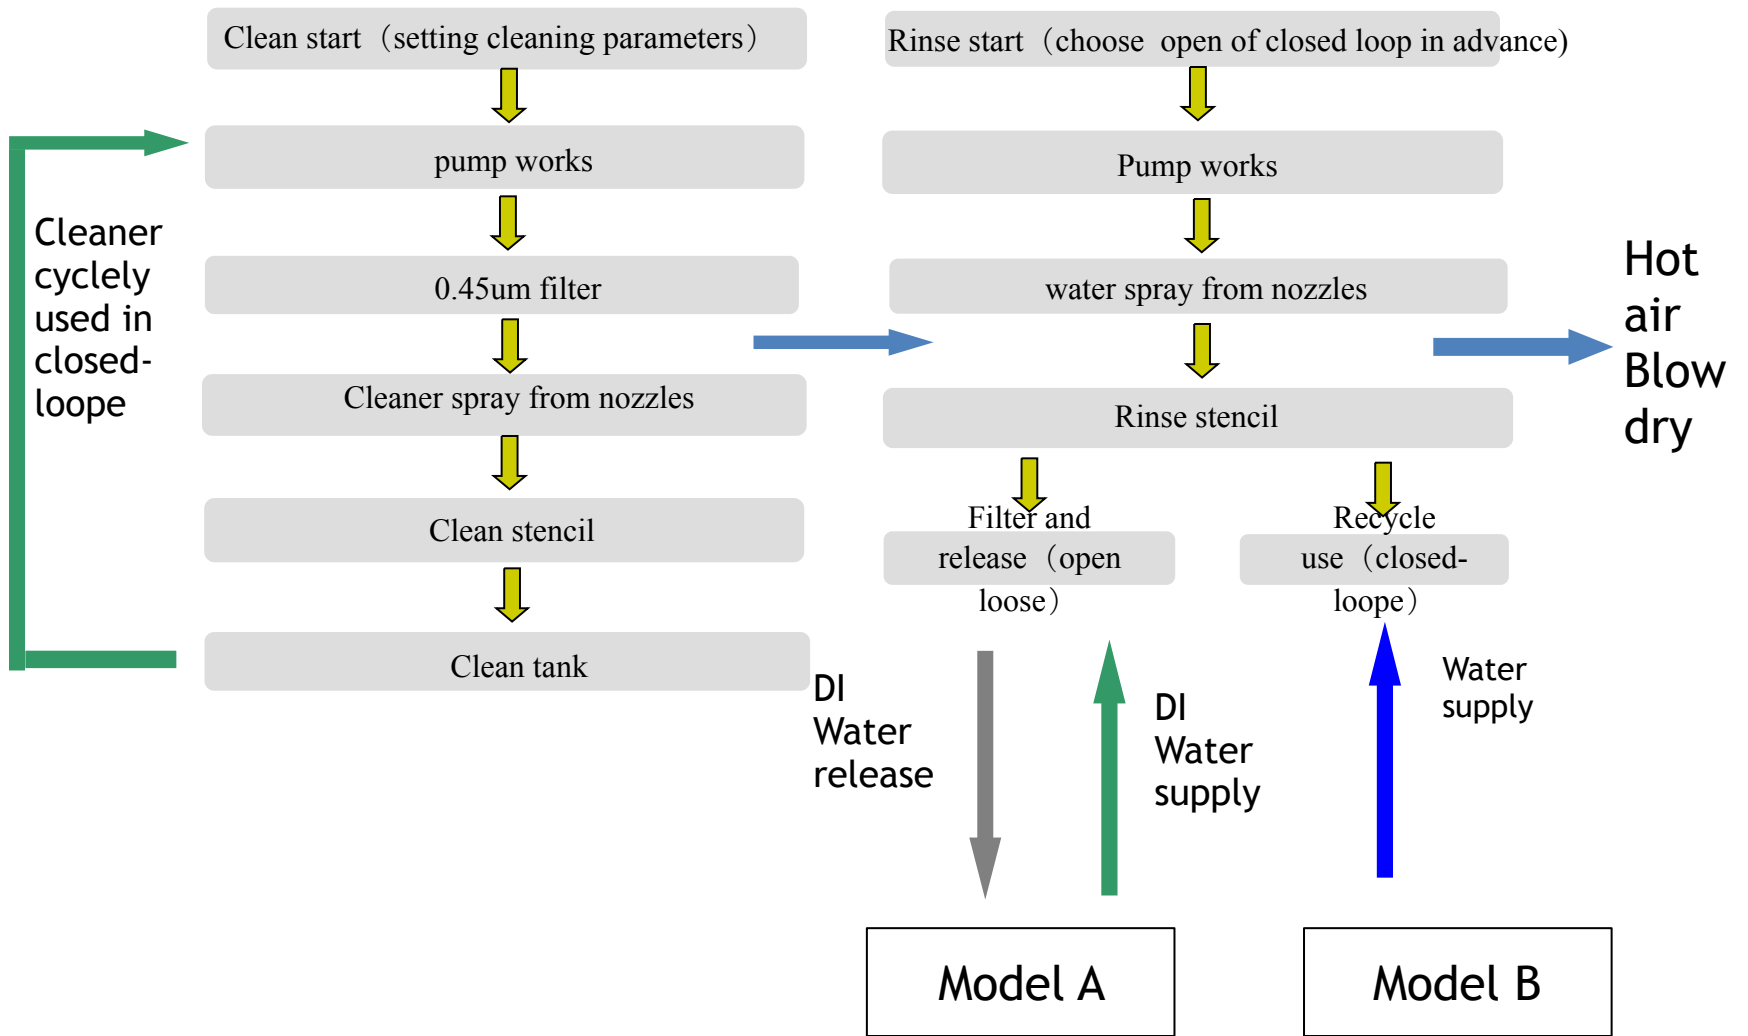 Clean start（setting cleaning parameters）
pump works
0.45um filter
Cleaner spray from nozzles
Clean stencil
Clean tank
Cleaner
cyclely
used in
closed-
loope
Rinse start（choose  open of closed loop in advance)
Pump works
water spray from nozzles
Rinse stencil
Filter and
release（open
loose）
Recycle
use（closed-
loope）
Hot
air
Blow
dry
DI
Water
release
DI
Water
supply
Water
supply
Model A
Model B